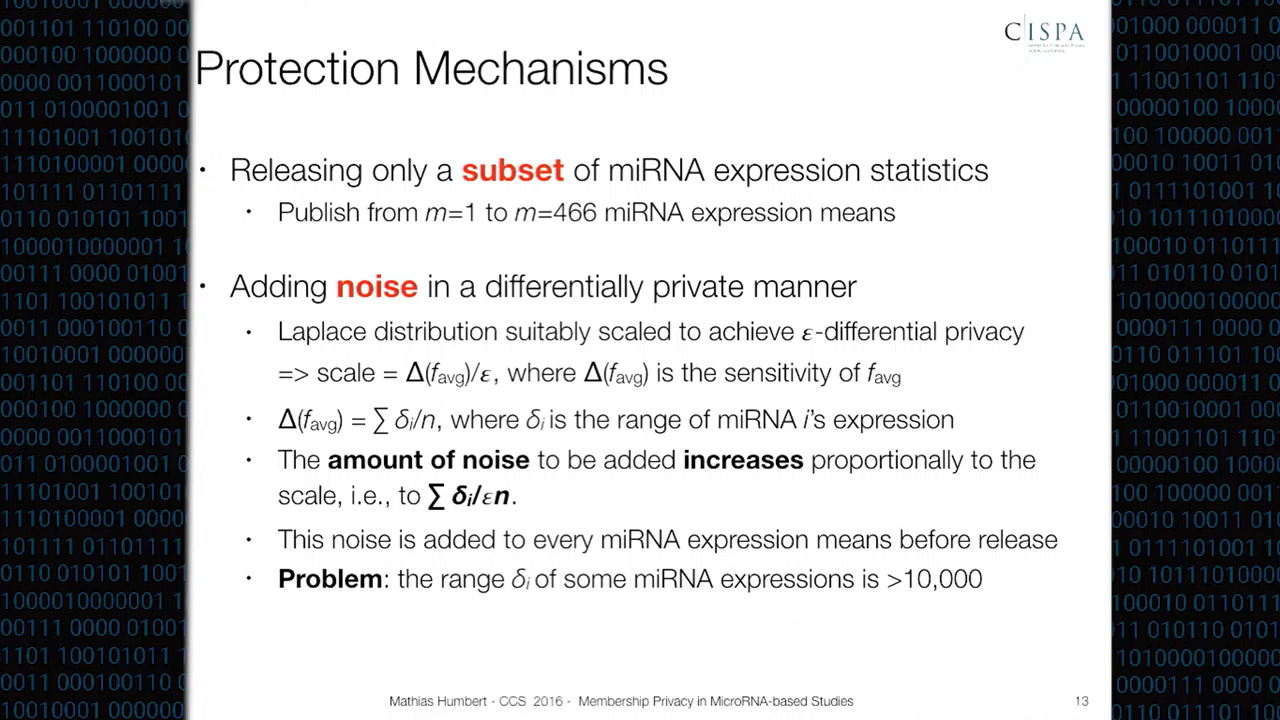 CISPA
Protection Mechanisms
• Releasing only a subset of miRNA expression statistics
• Publish from m=1 to m=466 miRNA expression means
• Adding noise in a differentially private manner
• Laplace distribution suitably scaled to achieve ε-differential privacy
=> scale = Δ(favg)/ε, where Δ(favg) is the sensitivity of favg
• Δ(favg) = ∑ δi/n, where δi is the range of miRNA i's expression
• The amount of noise to be added increases proportionally to the
scale, i.e., to ∑ δi/εn.
• This noise is added to every miRNA expression means before release
• Problem: the range δi of some miRNA expressions is >10,000
Mathias Humbert - CCS 2016 - Membership Privacy in MicroRNA-based Studies
13